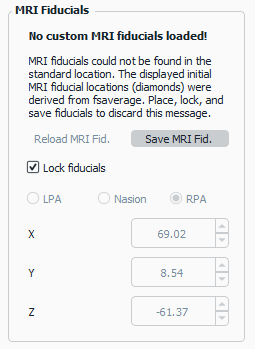 MRI Fiducials
No custom MRI fiducials loaded!
MRI fiducials could not be found in the
standard location. The displayed initial
MRI fiducial locations (diamonds) were
derived from fsaverage. Place, lock, and
save fiducials to discard this message.
Reload MRI Fid. Save MRI Fid.
Lock fiducials
LPA Nasion RPA
X 69.02
Y 8.54
Z -61.37